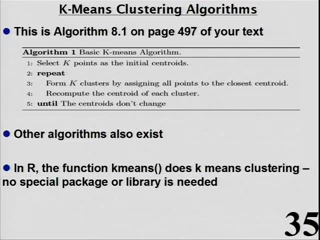 K-Means Clustering Algorithms
● This is Algorithm 8.1 on page 497 of your text
Algorithm 1 Basic K-means Algorithm.
1: Select K points as the initial centroids.
2: repeat
3: Form K clusters by assigning all points to the closest centroid.
4: Recompute the centroid of each cluster.
5: until The centroids don't change
● Other algorithms also exist
● In R, the function kmeans() does k means clustering –
no special package or library is needed
35